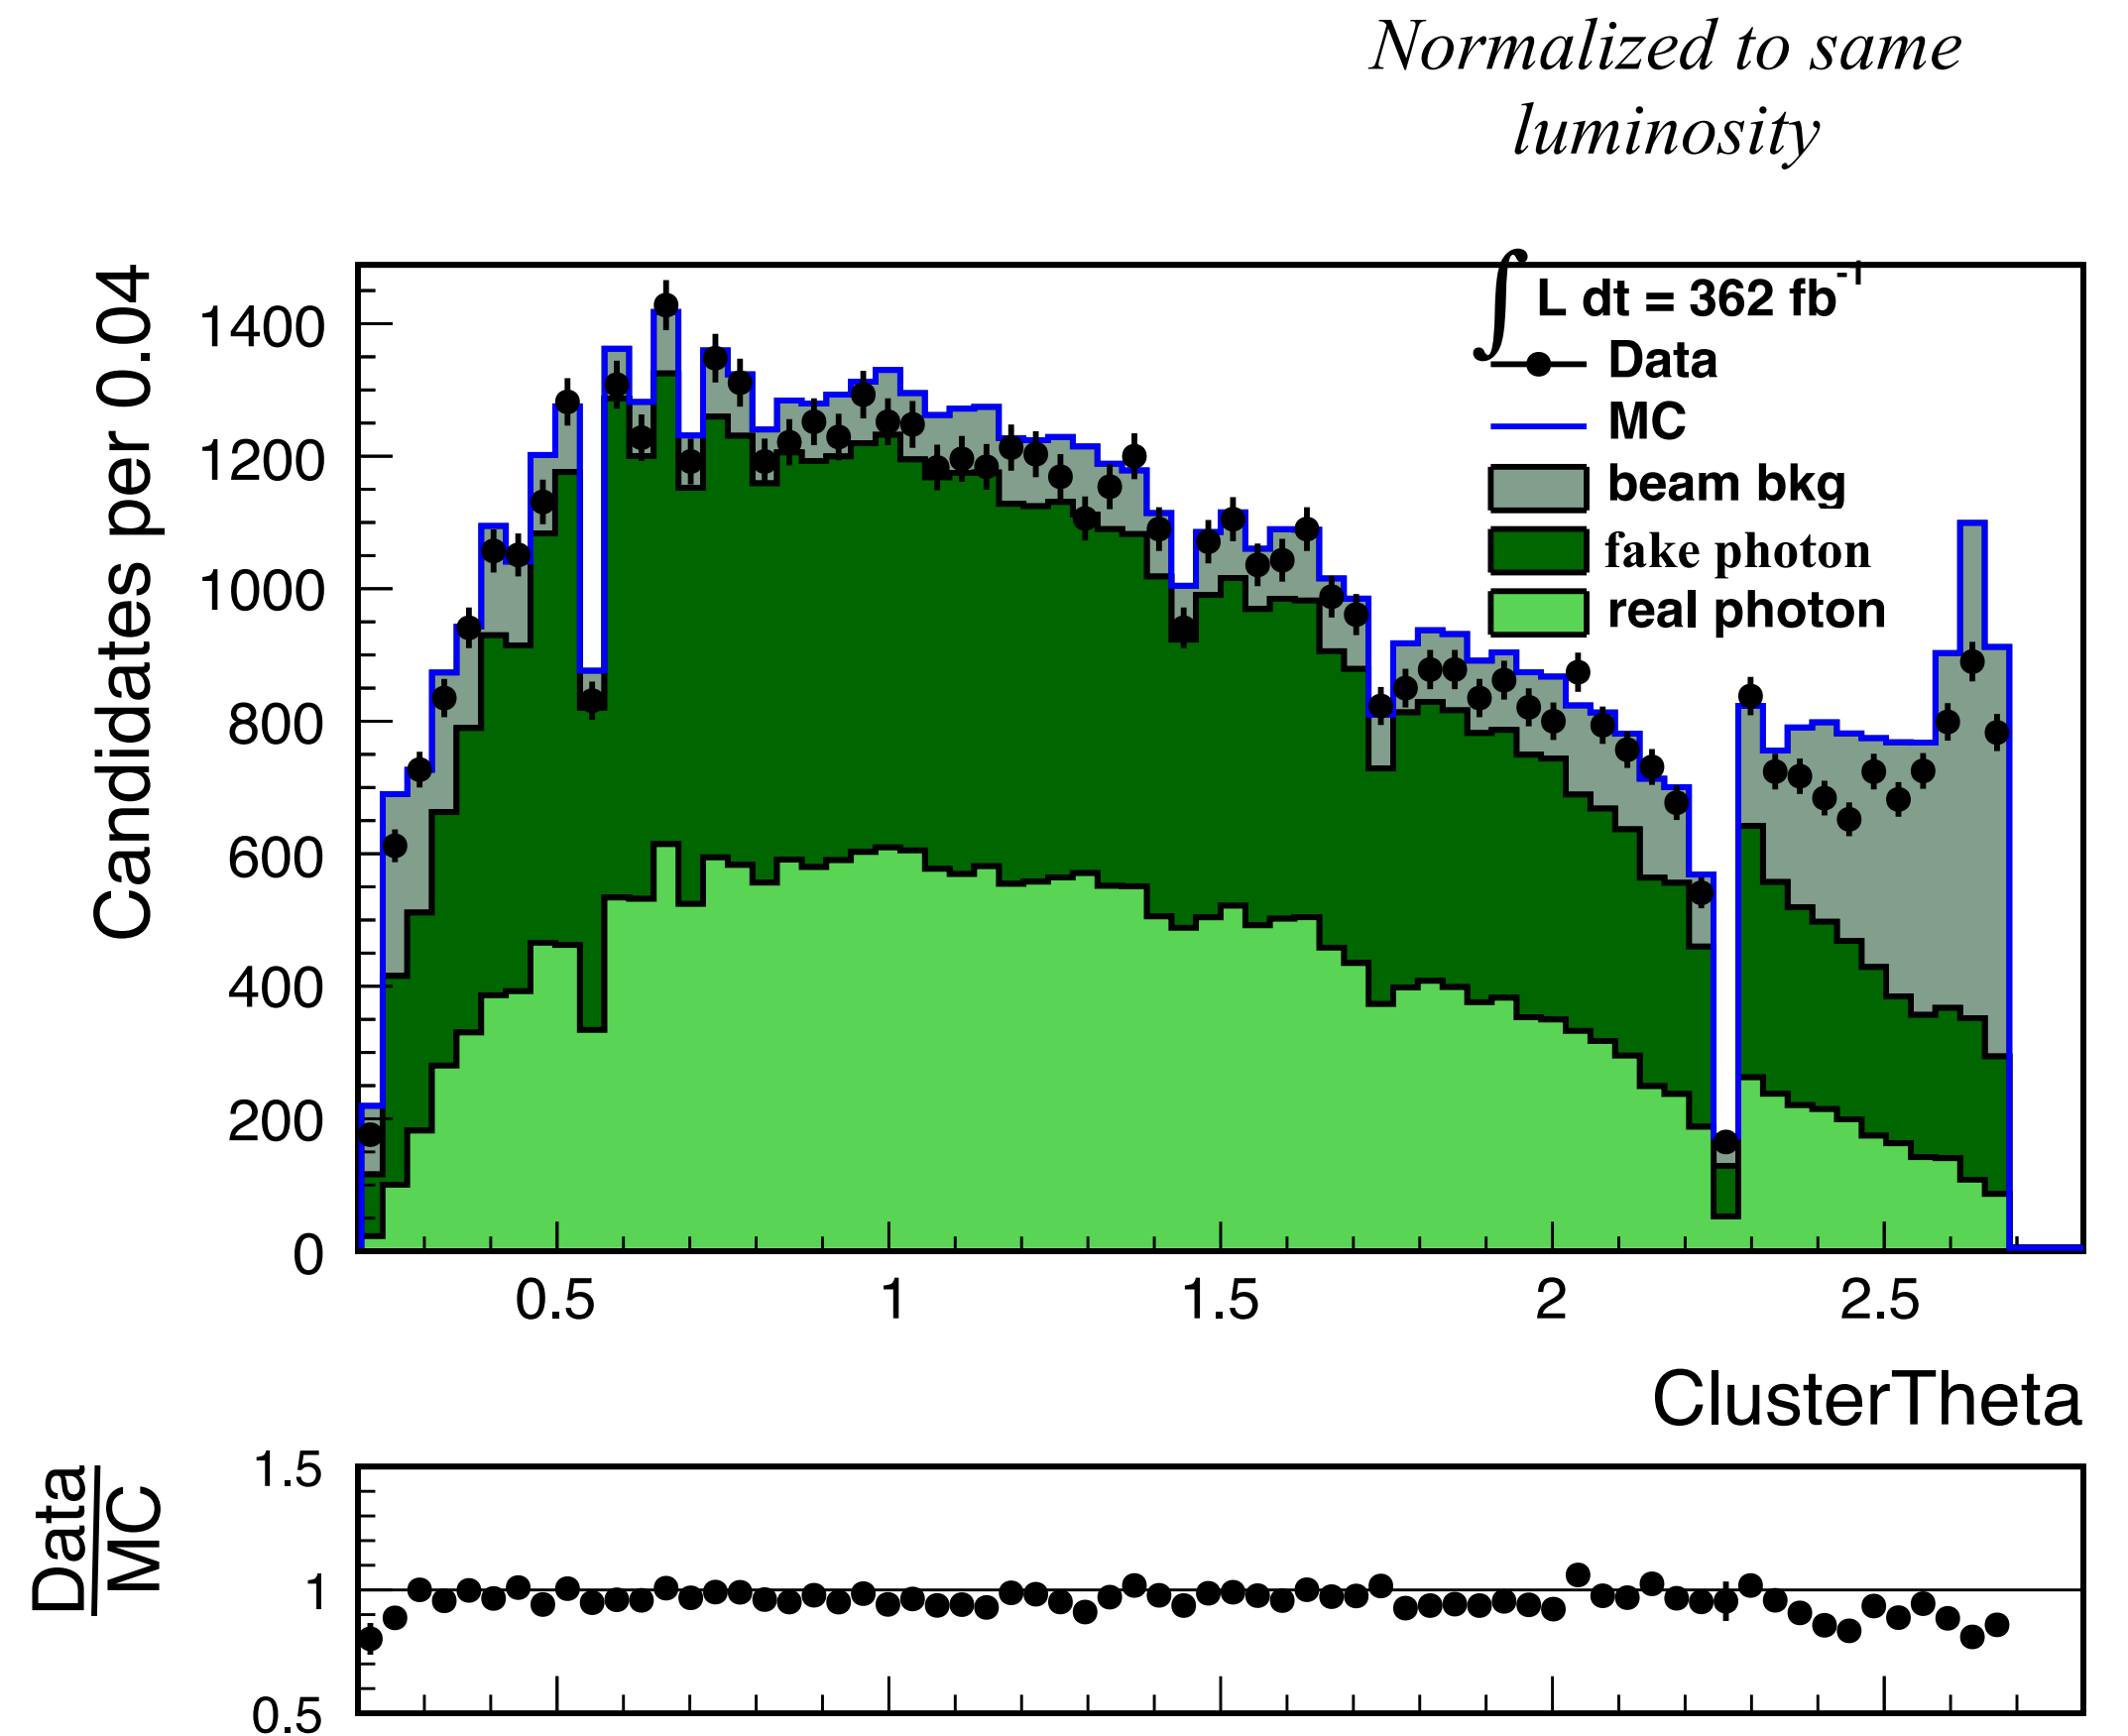 Normalized to same
luminosity
∫ L dt = 362 fb⁻¹
Data
MC
beam bkg
fake photon
real photon
Candidates per 0.04
1400
1200
1000
800
600
400
200
0
0.5 1 1.5 2 2.5
ClusterTheta
Data
MC
1.5
1
0.5